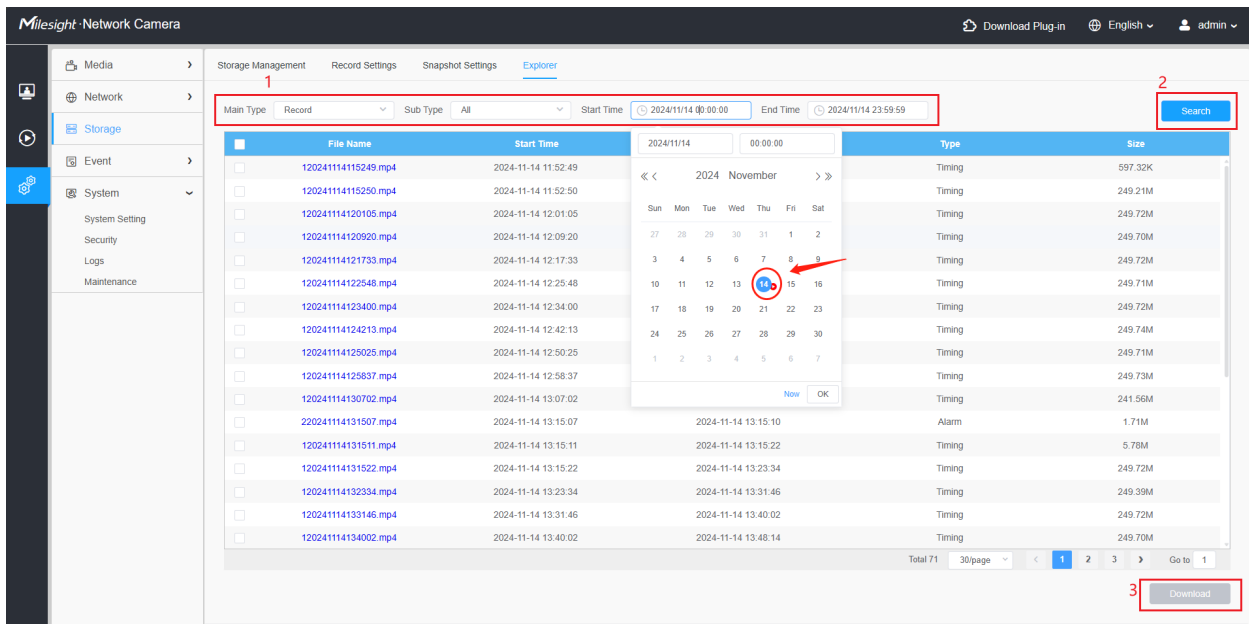 Milesight · Network Camera Download Plug-in English admin
Media
Network
Storage
Event
System
System Setting
Security
Logs
Maintenance
Storage Management Record Settings Snapshot Settings Explorer
1
2
Main Type Record Sub Type All Start Time 2024/11/14 00:00:00 End Time 2024/11/14 23:59:59 Search
File Name Start Time Type Size
120241114115249.mp4 2024-11-14 11:52:49 Timing 597.32K
120241114115250.mp4 2024-11-14 11:52:50 Timing 249.21M
120241114120105.mp4 2024-11-14 12:01:05 Timing 249.72M
120241114120920.mp4 2024-11-14 12:09:20 Timing 249.70M
120241114121733.mp4 2024-11-14 12:17:33 Timing 249.72M
120241114122548.mp4 2024-11-14 12:25:48 Timing 249.71M
120241114123400.mp4 2024-11-14 12:34:00 Timing 249.72M
120241114124213.mp4 2024-11-14 12:42:13 Timing 249.74M
120241114125025.mp4 2024-11-14 12:50:25 Timing 249.71M
120241114125837.mp4 2024-11-14 12:58:37 Timing 249.73M
120241114130702.mp4 2024-11-14 13:07:02 Timing 241.56M
220241114131507.mp4 2024-11-14 13:15:07 2024-11-14 13:15:10 Alarm 1.71M
120241114131511.mp4 2024-11-14 13:15:11 2024-11-14 13:15:22 Timing 5.78M
120241114131522.mp4 2024-11-14 13:15:22 2024-11-14 13:23:34 Timing 249.72M
120241114132334.mp4 2024-11-14 13:23:34 2024-11-14 13:31:46 Timing 249.39M
120241114133146.mp4 2024-11-14 13:31:46 2024-11-14 13:40:02 Timing 249.72M
120241114134002.mp4 2024-11-14 13:40:02 2024-11-14 13:48:14 Timing 249.70M
2024/11/14 00:00:00
« < 2024 November > »
Sun Mon Tue Wed Thu Fri Sat
27 28 29 30 31 1 2
3 4 5 6 7 8 9
10 11 12 13 14 15 16
17 18 19 20 21 22 23
24 25 26 27 28 29 30
1 2 3 4 5 6 7
Now OK
Total 71 30/page < 1 2 3 > Go to 1
3 Download